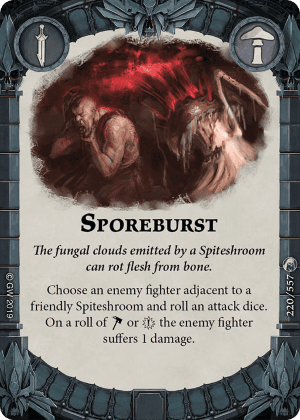 SPOREBURST
The fungal clouds emitted by a Spiteshroom
can rot flesh from bone.
Choose an enemy fighter adjacent to a
friendly Spiteshroom and roll an attack dice.
On a roll of or the enemy fighter
suffers 1 damage.
© GW 2019
220/557